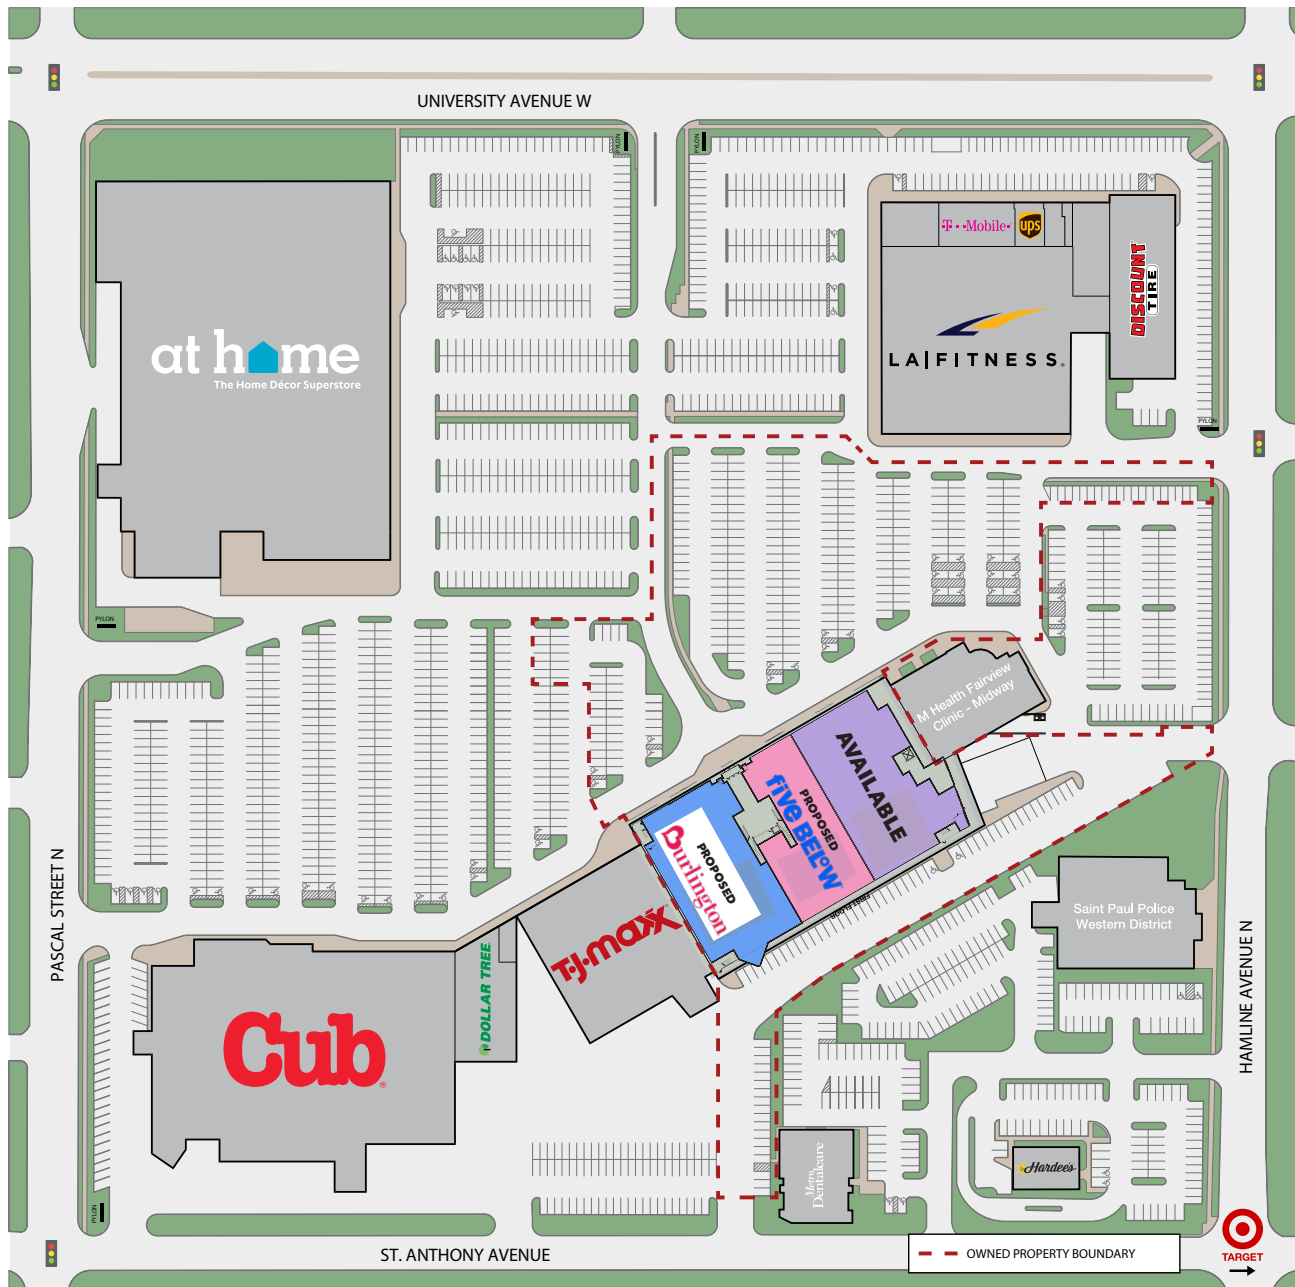 UNIVERSITY AVENUE W
PYLON
PYLON
T··Mobile·
ups
DISCOUNT
TIRE
LA|FITNESS®
at home
The Home Décor Superstore
PYLON
PYLON
M Health Fairview
Clinic - Midway
AVAILABLE
PROPOSED
five BELOW
PROPOSED
Burlington
FIRST FLOOR
T·J·maxx
DOLLAR TREE
Cub®
Saint Paul Police
Western District
PASCAL STREET N
HAMLINE AVENUE N
Metro
Dentalcare
Hardee's
PYLON
ST. ANTHONY AVENUE
OWNED PROPERTY BOUNDARY
TARGET